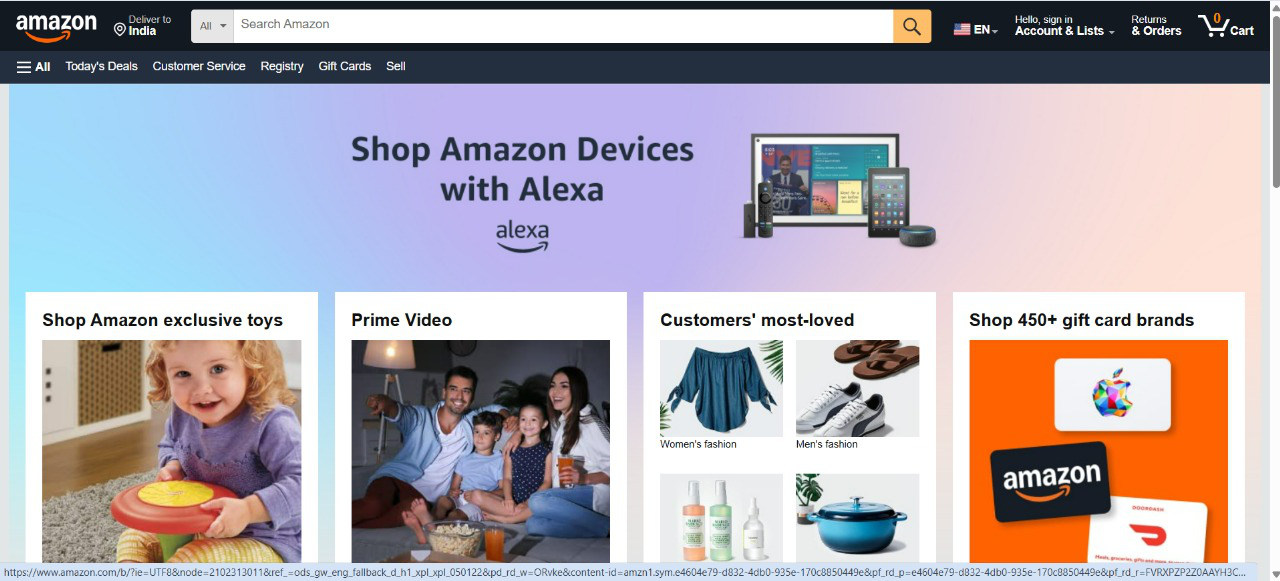 amazon
Deliver to
India
All
Search Amazon
EN
Hello, sign in
Account & Lists
Returns
& Orders
0
Cart
All
Today's Deals
Customer Service
Registry
Gift Cards
Sell
Shop Amazon Devices
with Alexa
alexa
Shop Amazon exclusive toys
Prime Video
Customers' most-loved
Women's fashion
Men's fashion
Shop 450+ gift card brands
amazon
DOORDASH
https://www.amazon.com/b/?ie=UTF8&node=2102313011&ref_=ods_gw_eng_fallback_d_h1_xpl_xpl_050122&pd_rd_w=ORvke&content-id=amzn1.sym.e4604e79-d832-4db0-935e-170c8850449e&pf_rd_p=e4604e79-d832-4db0-935e-170c8850449e&pf_rd_r=FVRXPZP2Z0AAYH3C...